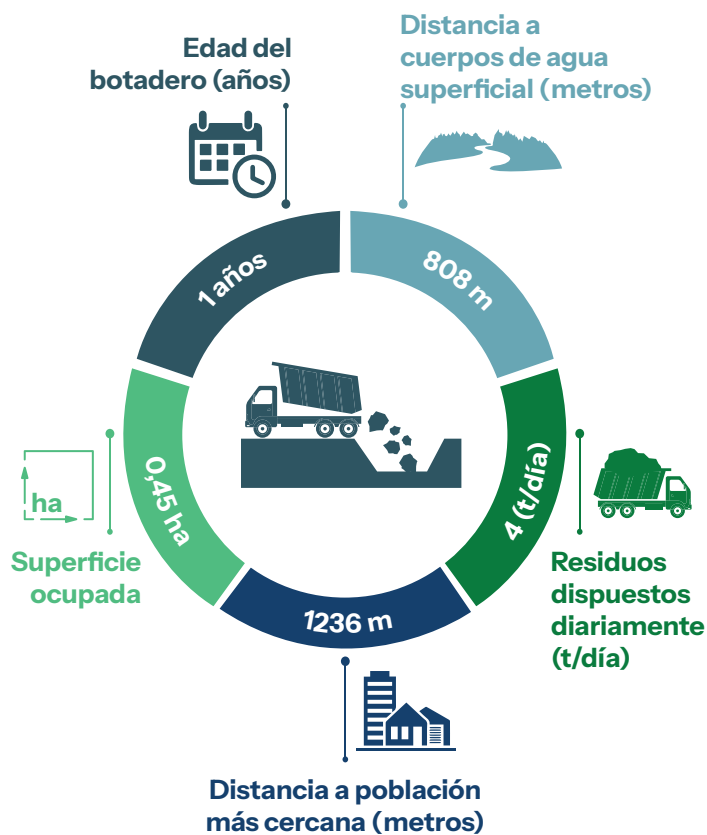 Edad del
botadero (años)
Distancia a
cuerpos de agua
superficial (metros)
1 años
808 m
0,45 ha
4 (t/día)
ha
Superficie
ocupada
Residuos
dispuestos
diariamente
(t/día)
1236 m
Distancia a población
más cercana (metros)